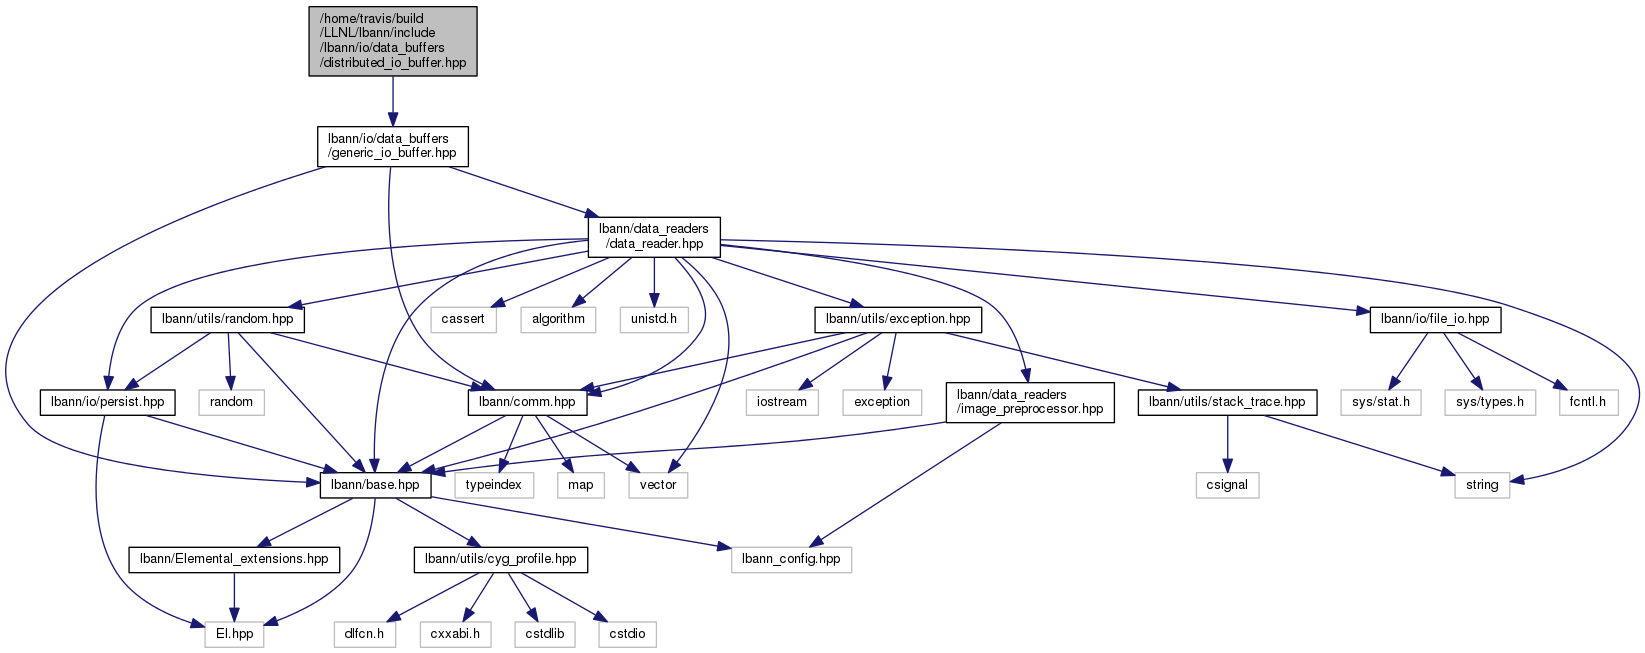 /home/travis/build
/LLNL/lbann/include
/lbann/io/data_buffers
/distributed_io_buffer.hpp
lbann/io/data_buffers
/generic_io_buffer.hpp
lbann/data_readers
/data_reader.hpp
lbann/utils/random.hpp
cassert
algorithm
unistd.h
lbann/utils/exception.hpp
lbann/io/file_io.hpp
lbann/io/persist.hpp
random
lbann/comm.hpp
iostream
exception
lbann/data_readers
/image_preprocessor.hpp
lbann/utils/stack_trace.hpp
sys/stat.h
sys/types.h
fcntl.h
lbann/base.hpp
typeindex
map
vector
csignal
string
lbann/Elemental_extensions.hpp
lbann/utils/cyg_profile.hpp
lbann_config.hpp
El.hpp
dlfcn.h
cxxabi.h
cstdlib
cstdio